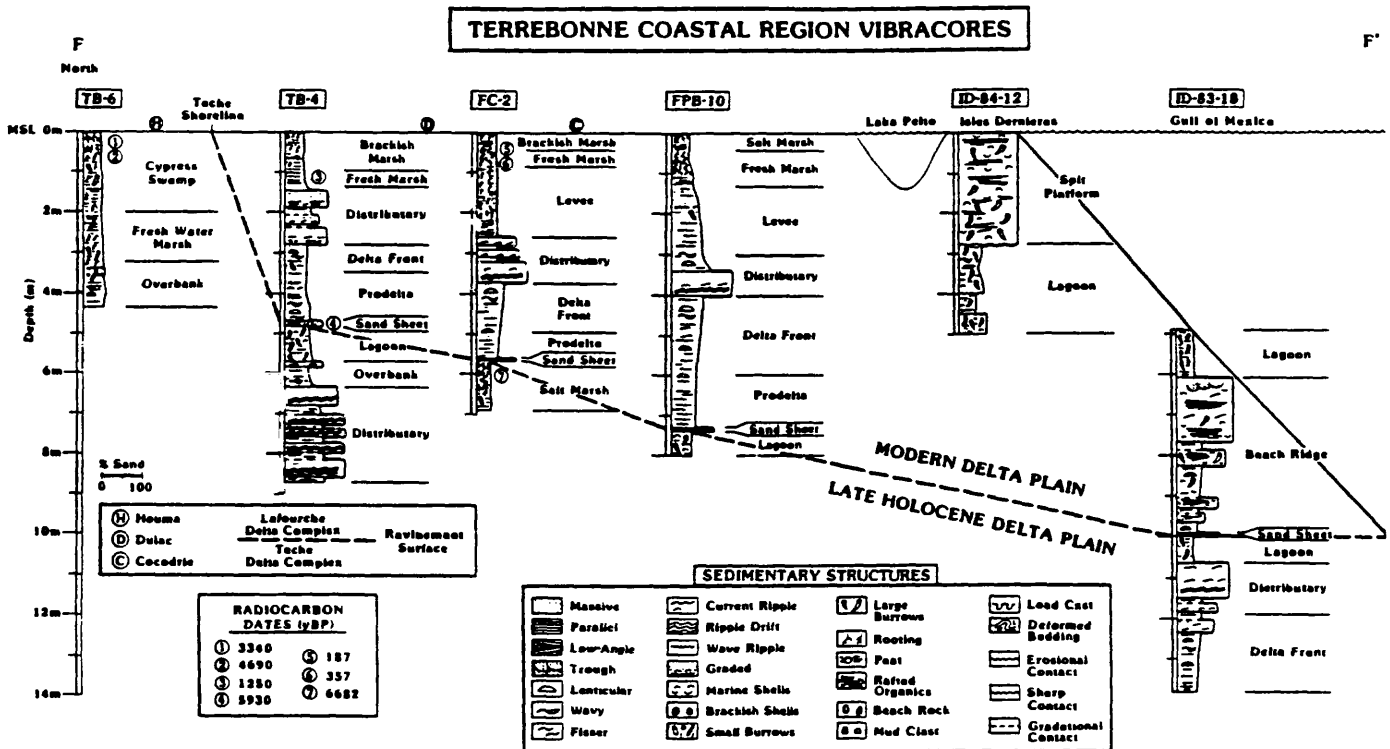 TERREBONNE COASTAL REGION VIBRACORES
F
North
F'
TB-6
Teche
Shoreline
TB-4
FC-2
FPB-10
ID-84-12
ID-83-18
Lake Pelto
Isles Dernieres
Gulf of Mexico
MSL 0m
2m
4m
6m
8m
10m
12m
14m
Depth (m)
H
D
C
1
2
Cypress
Swamp
Fresh Water
Marsh
Overbank
3
4
Brackish
Marsh
Fresh Marsh
Distributary
Delta Front
Prodelta
Sand Sheet
Lagoon
Overbank
Distributary
5
6
7
Brackish Marsh
Fresh Marsh
Levee
Distributary
Delta
Front
Prodelta
Sand Sheet
Salt Marsh
Salt Marsh
Fresh Marsh
Levee
Distributary
Delta Front
Prodelta
Sand Sheet
Lagoon
Spit
Platform
Lagoon
Lagoon
Beach Ridge
Sand Sheet
Lagoon
Distributary
Delta Front
MODERN DELTA PLAIN
LATE HOLOCENE DELTA PLAIN
% Sand
0 100
H Houma
D Dulac
C Cocodrie
Lafourche
Delta Complex
Teche
Delta Complex
Ravinement
Surface
RADIOCARBON
DATES (yBP)
1 3340
2 4690
3 1250
4 5930
5 187
6 357
7 6682
SEDIMENTARY STRUCTURES
Massive
Parallel
Low-Angle
Trough
Lenticular
Wavy
Flaser
Current Ripple
Ripple Drift
Wave Ripple
Graded
Marine Shells
Brackish Shells
Small Burrows
Large
Burrows
Rooting
Peat
Rafted
Organics
Beach Rock
Mud Clast
Load Cast
Deformed
Bedding
Erosional
Contact
Sharp
Contact
Gradational
Contact